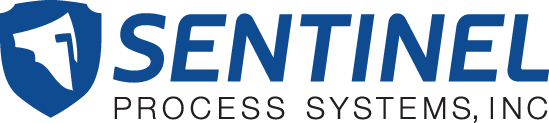 SENTINEL
PROCESS SYSTEMS, INC